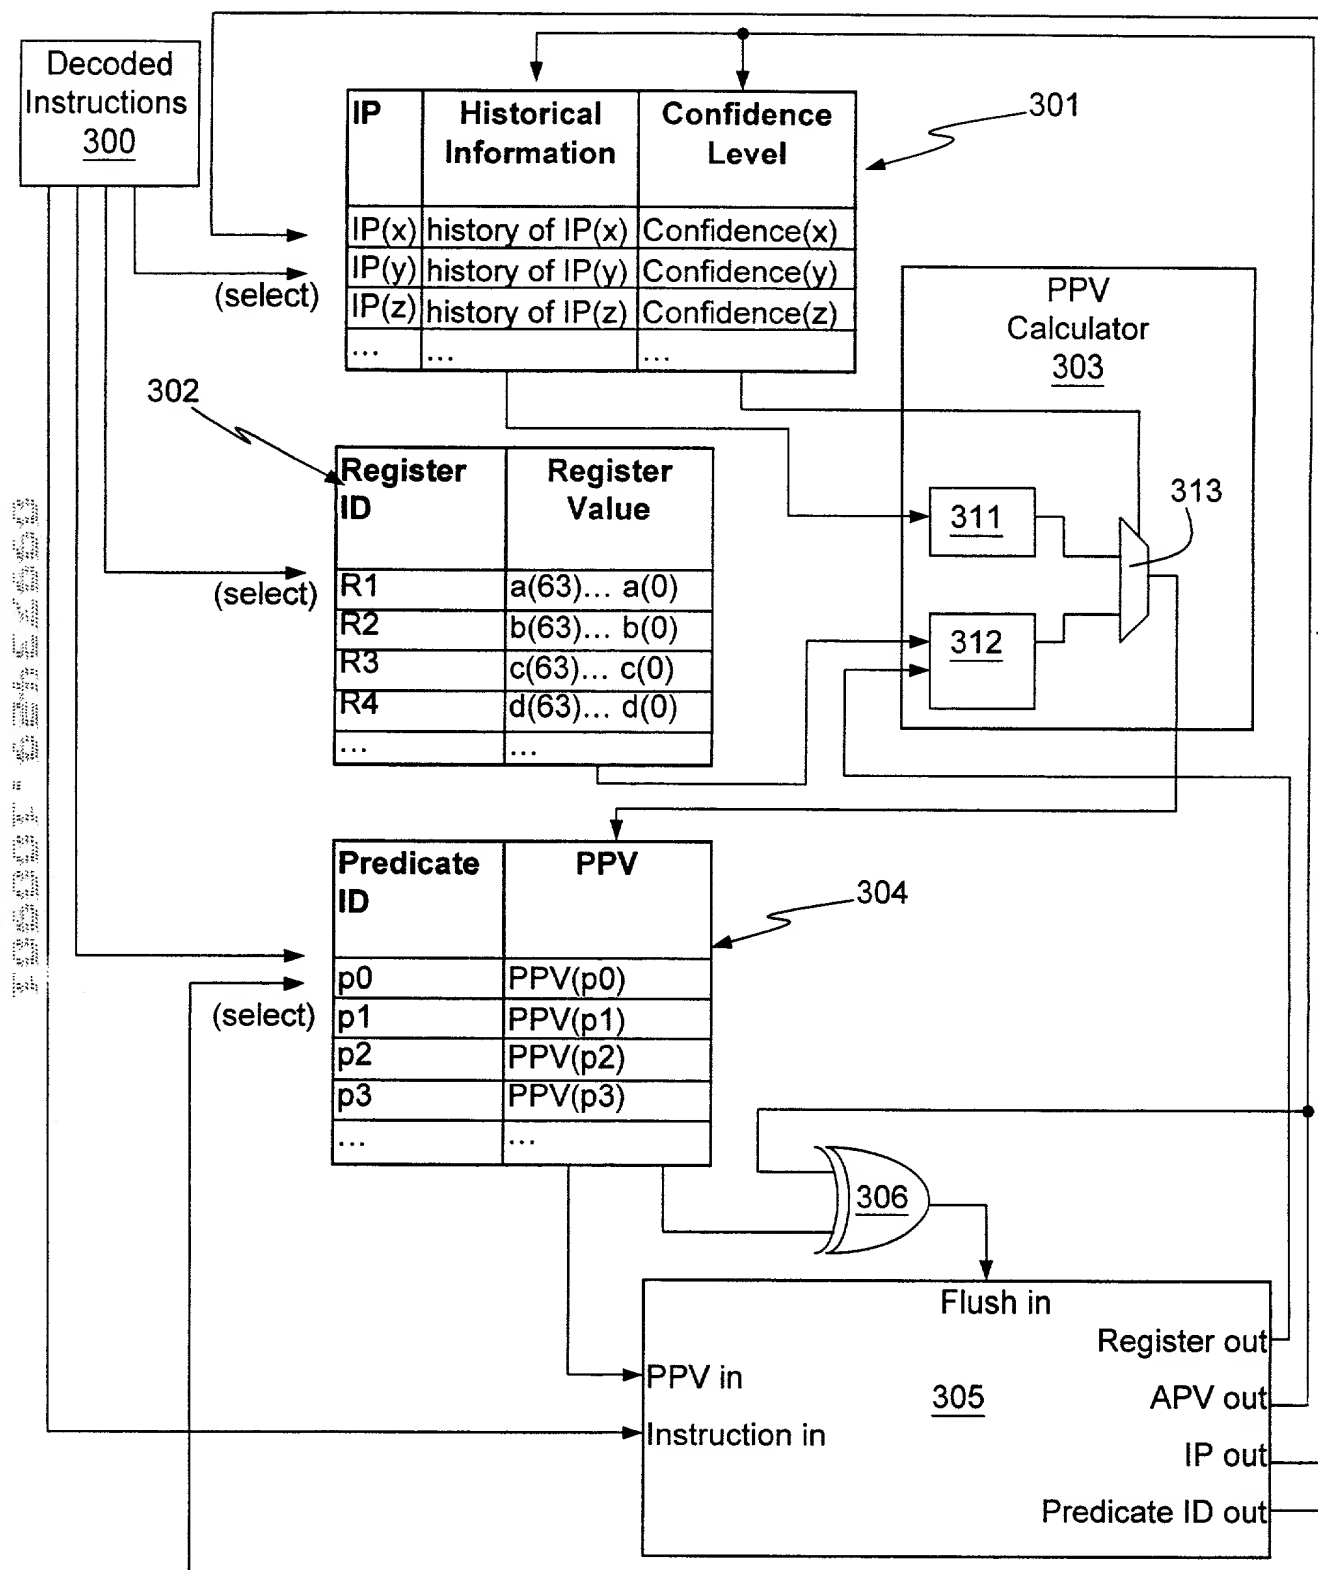 Decoded
Instructions
300
IP Historical Information Confidence Level
IP(x) history of IP(x) Confidence(x)
IP(y) history of IP(y) Confidence(y)
IP(z) history of IP(z) Confidence(z)
... ... ...
301
(select)
PPV
Calculator
303
311
312
313
302
Register ID Register Value
R1 a(63)... a(0)
R2 b(63)... b(0)
R3 c(63)... c(0)
R4 d(63)... d(0)
... ...
(select)
Predicate ID PPV
p0 PPV(p0)
p1 PPV(p1)
p2 PPV(p2)
p3 PPV(p3)
... ...
304
(select)
306
Flush in
Register out
PPV in
305
APV out
Instruction in
IP out
Predicate ID out